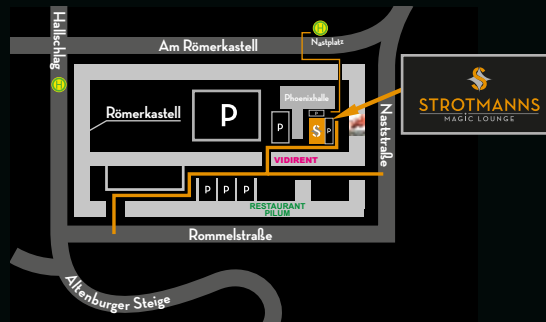 Hallschlag
H
Am Römerkastell
Nastplatz
H
Römerkastell
P
Phoenixhalle
P
P
S
P
S
STROTMANNS
MAGIC LOUNGE
Naststraße
VIDIRENT
P P P
RESTAURANT
PILUM
Rommelstraße
Altenburger Steige